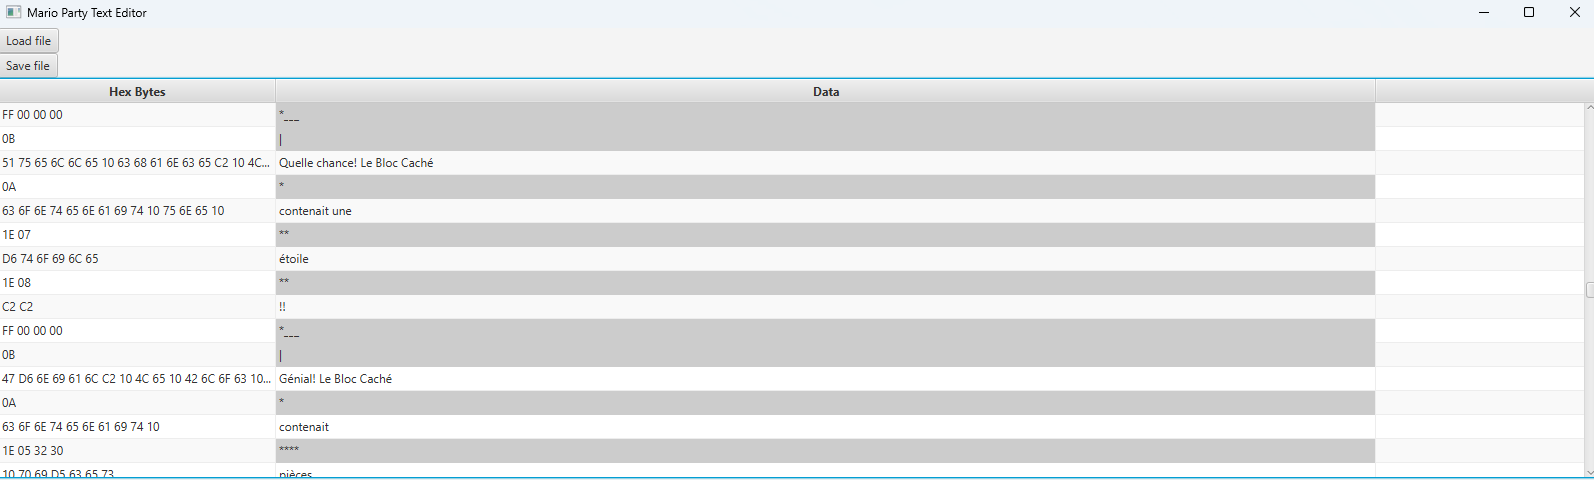 Mario Party Text Editor
Load file
Save file
Hex Bytes Data
FF 00 00 00 *___
0B |
51 75 65 6C 6C 65 10 63 68 61 6E 63 65 C2 10 4C... Quelle chance! Le Bloc Caché
0A *
63 6F 6E 74 65 6E 61 69 74 10 75 6E 65 10 contenait une
1E 07 **
D6 74 6F 69 6C 65 étoile
1E 08 **
C2 C2 !!
FF 00 00 00 *___
0B |
47 D6 6E 69 61 6C C2 10 4C 65 10 42 6C 6F 63 10... Génial! Le Bloc Caché
0A *
63 6F 6E 74 65 6E 61 69 74 10 contenait
1E 05 32 30 ****
10 70 69 D5 63 65 73 pièces